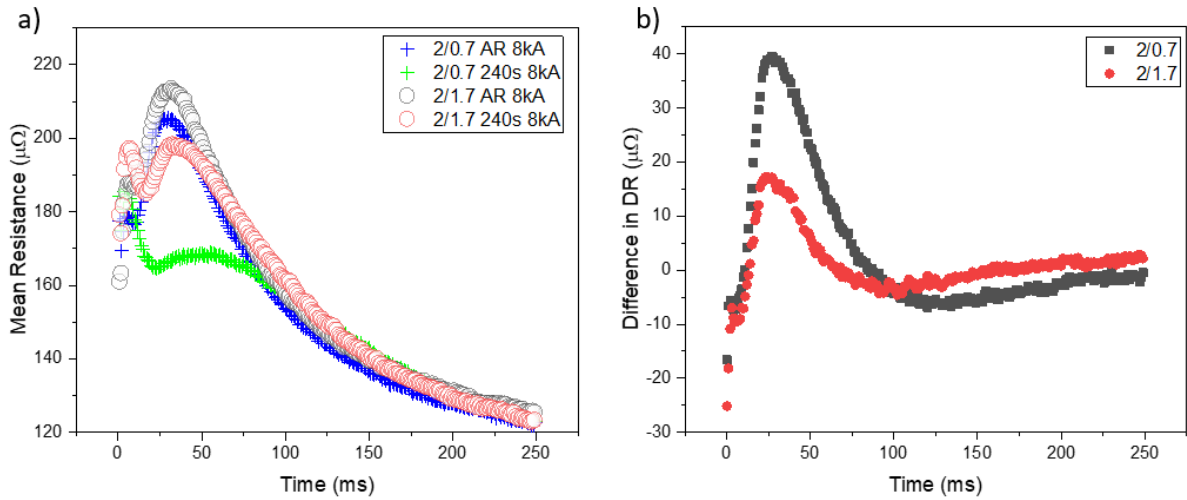 a)
Mean Resistance (μΩ)
220
200
180
160
140
120
2/0.7 AR 8kA
2/0.7 240s 8kA
2/1.7 AR 8kA
2/1.7 240s 8kA
0 50 100 150 200 250
Time (ms)
b)
Difference in DR (μΩ)
40
30
20
10
0
-10
-20
-30
2/0.7
2/1.7
0 50 100 150 200 250
Time (ms)